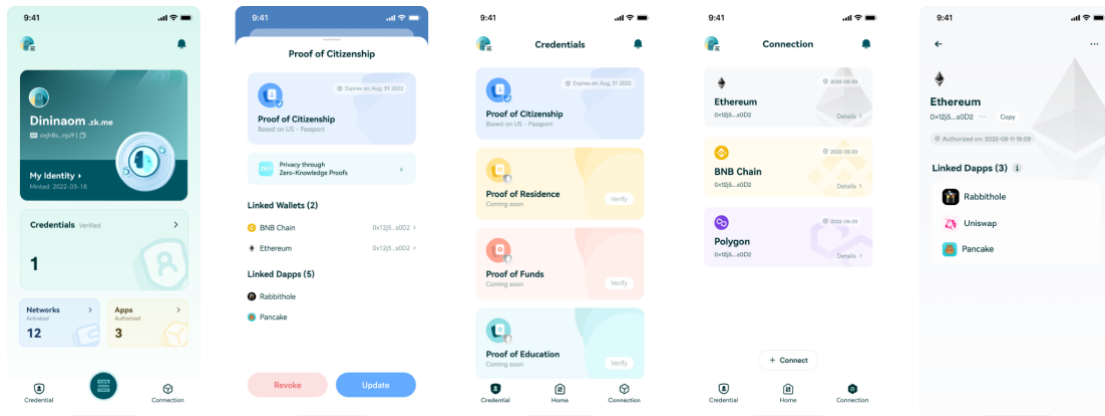 9:41
Dininaom .zk.me
My Identity
Minted: 2022-03-18
Credentials Verified
1
Networks
Activated
12
Apps
Authorized
3
Credential
Connection
9:41
Proof of Citizenship
Expires on Aug, 31 2022
Proof of Citizenship
Based on US - Passport
Privacy through
Zero-Knowledge Proofs
Linked Wallets (2)
BNB Chain 0x12j5...s0D2
Ethereum 0x12j5...s0D2
Linked Dapps (5)
Rabbithole
Pancake
Revoke
Update
9:41
Credentials
Expires on Aug, 31 2022
Proof of Citizenship
Based on US - Passport
Proof of Residence
Coming soon
Verify
Proof of Funds
Coming soon
Verify
Proof of Education
Coming soon
Verify
Credential
Home
Connection
9:41
Connection
2022-08-29
Ethereum
0x12j5...s0D2
Details
2022-08-29
BNB Chain
0x12j5...s0D2
Details
2022-08-29
Polygon
0x12j5...s0D2
Details
+ Connect
Credential
Home
Connection
9:41
Ethereum
0x12j5...s0D2
Copy
Authorized on: 2022-08-11 19:09
Linked Dapps (3)
Rabbithole
Uniswap
Pancake